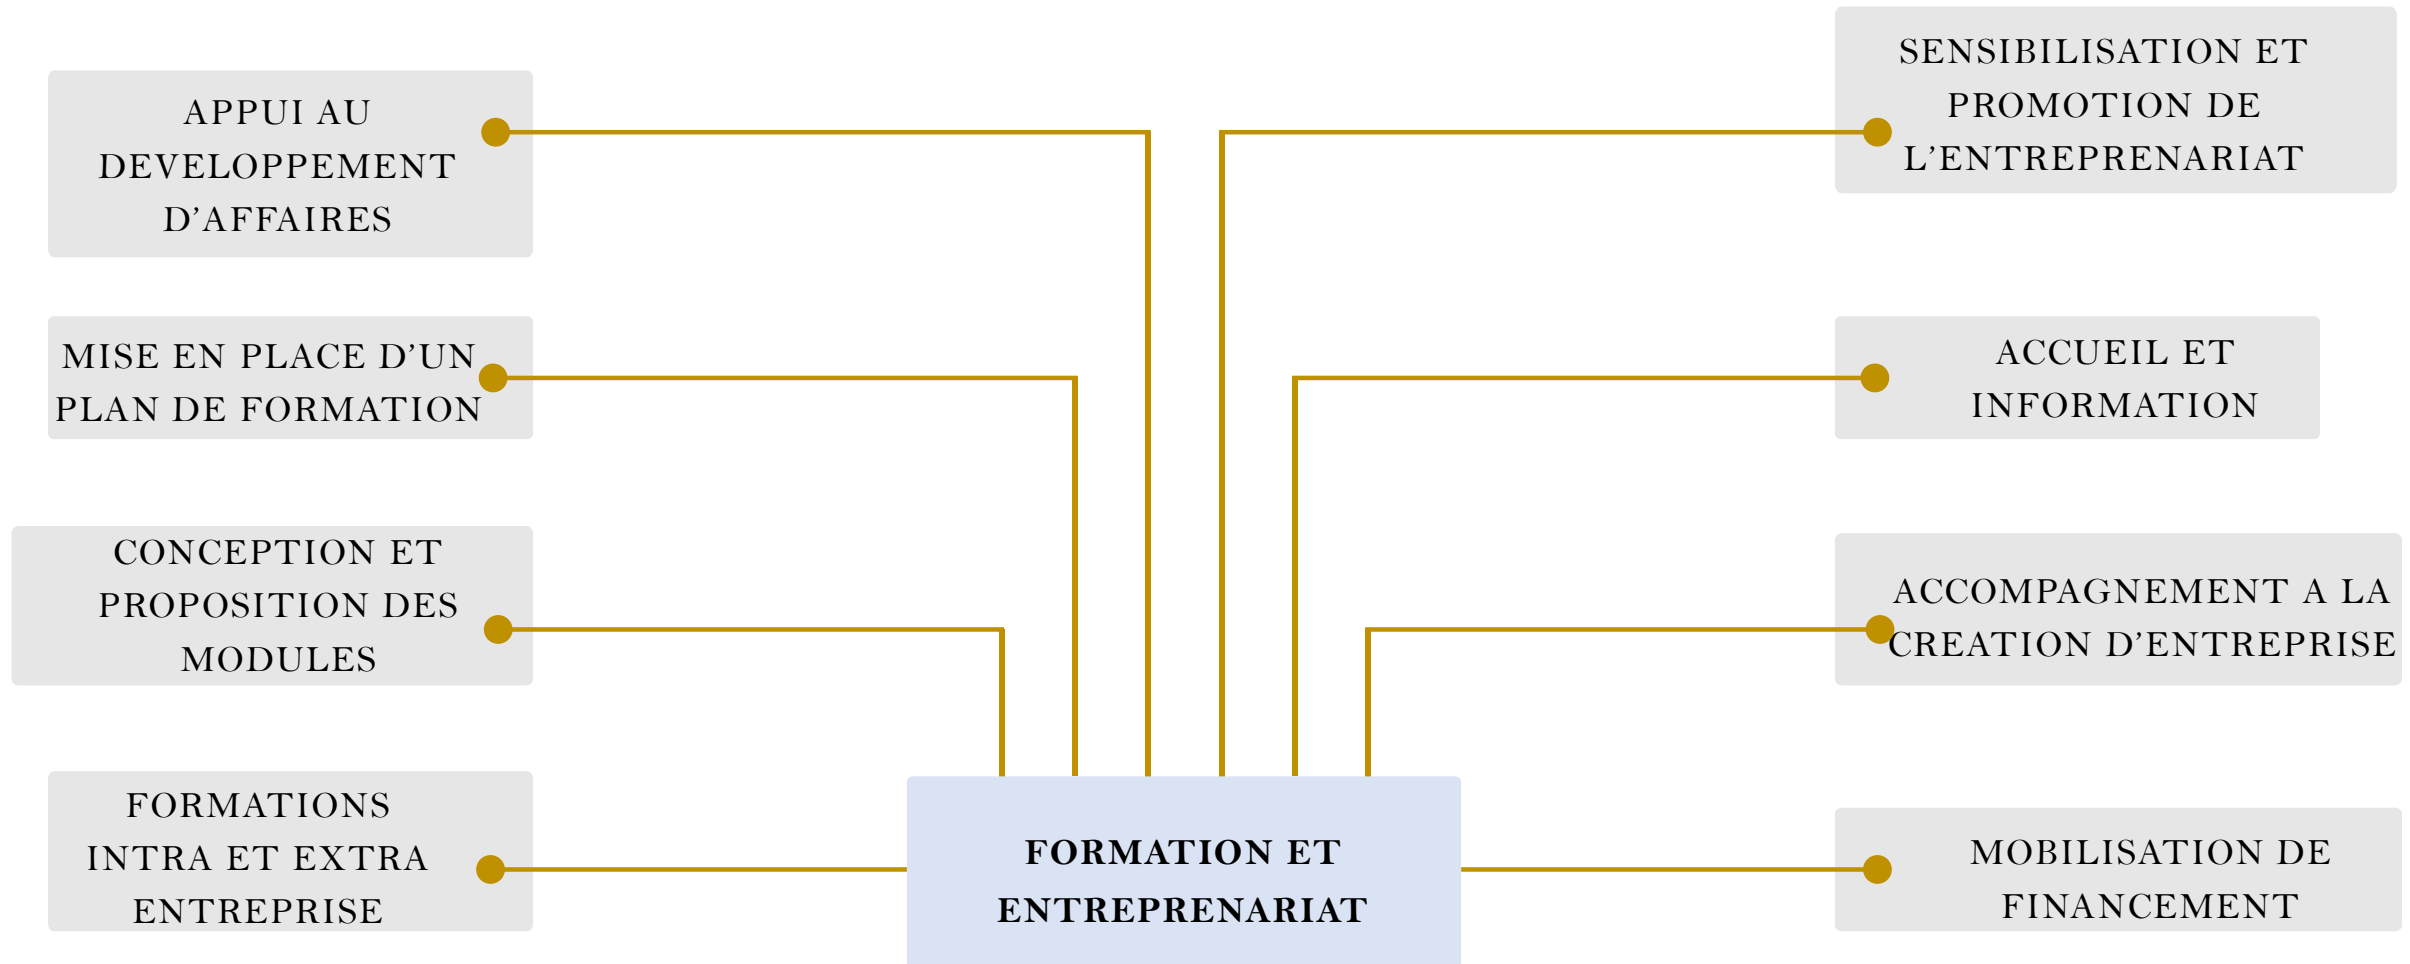 APPUI AU
DEVELOPPEMENT
D’AFFAIRES
MISE EN PLACE D’UN
PLAN DE FORMATION
CONCEPTION ET
PROPOSITION DES
MODULES
FORMATIONS
INTRA ET EXTRA
ENTREPRISE
FORMATION ET
ENTREPRENARIAT
SENSIBILISATION ET
PROMOTION DE
L’ENTREPRENARIAT
ACCUEIL ET
INFORMATION
ACCOMPAGNEMENT A LA
CREATION D’ENTREPRISE
MOBILISATION DE
FINANCEMENT